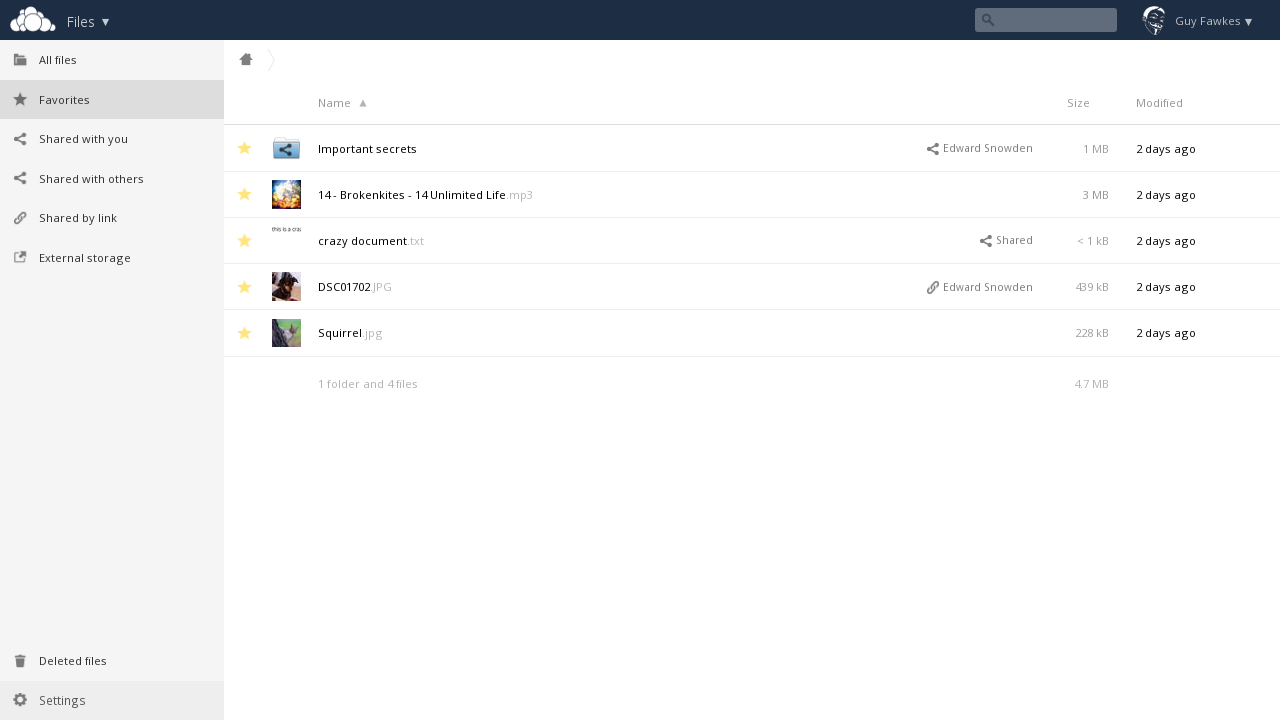 Files ▼
Guy Fawkes ▼
All files
Favorites
Shared with you
Shared with others
Shared by link
External storage
Deleted files
Settings
Name ▲ Size Modified
Important secrets Edward Snowden 1 MB 2 days ago
14 - Brokenkites - 14 Unlimited Life.mp3 3 MB 2 days ago
this is a craz
crazy document.txt Shared < 1 kB 2 days ago
DSC01702.JPG Edward Snowden 439 kB 2 days ago
Squirrel.jpg 228 kB 2 days ago
1 folder and 4 files 4.7 MB